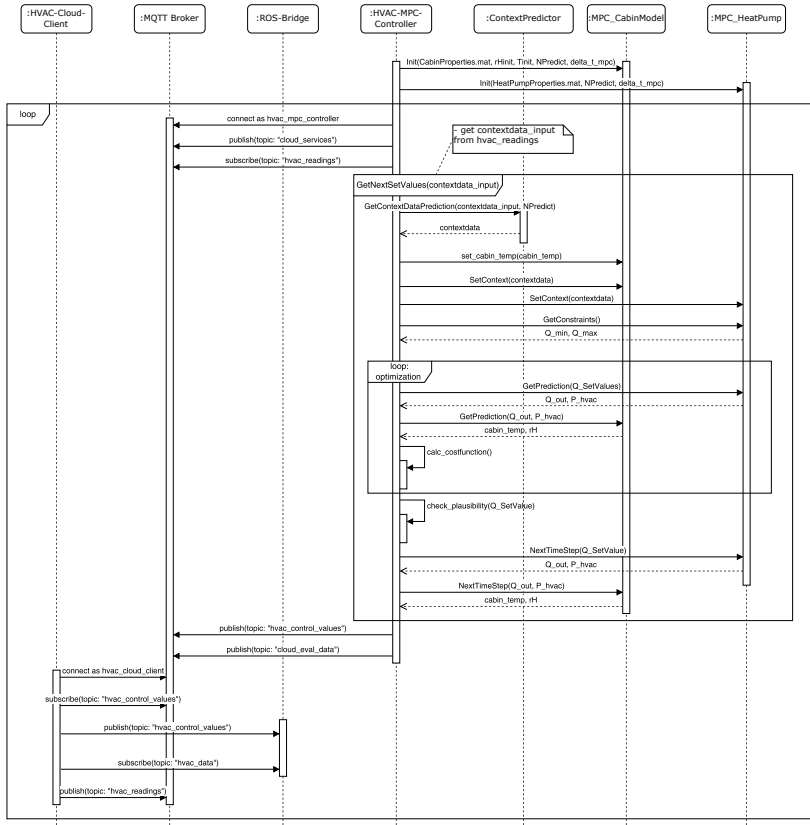 :HVAC-Cloud-
Client
:MQTT Broker
:ROS-Bridge
:HVAC-MPC-
Controller
:ContextPredictor
:MPC_CabinModel
:MPC_HeatPump
Init(CabinProperties.mat, rHinit, Tinit, NPredict, delta_t_mpc)
Init(HeatPumpProperties.mat, NPredict, delta_t_mpc)
loop
connect as hvac_mpc_controller
publish(topic: "cloud_services")
subscribe(topic: "hvac_readings")
- get contextdata_input
from hvac_readings
GetNextSetValues(contextdata_input)
GetContextDataPrediction(contextdata_input, NPredict)
contextdata
set_cabin_temp(cabin_temp)
SetContext(contextdata)
SetContext(contextdata)
GetConstraints()
Q_min, Q_max
loop:
optimization
GetPrediction(Q_SetValues)
Q_out, P_hvac
GetPrediction(Q_out, P_hvac)
cabin_temp, rH
calc_costfunction()
check_plausibility(Q_SetValue)
NextTimeStep(Q_SetValue)
Q_out, P_hvac
NextTimeStep(Q_out, P_hvac)
cabin_temp, rH
publish(topic: "hvac_control_values")
publish(topic: "cloud_eval_data")
connect as hvac_cloud_client
subscribe(topic: "hvac_control_values")
publish(topic: "hvac_control_values")
subscribe(topic: "hvac_data")
publish(topic: "hvac_readings")